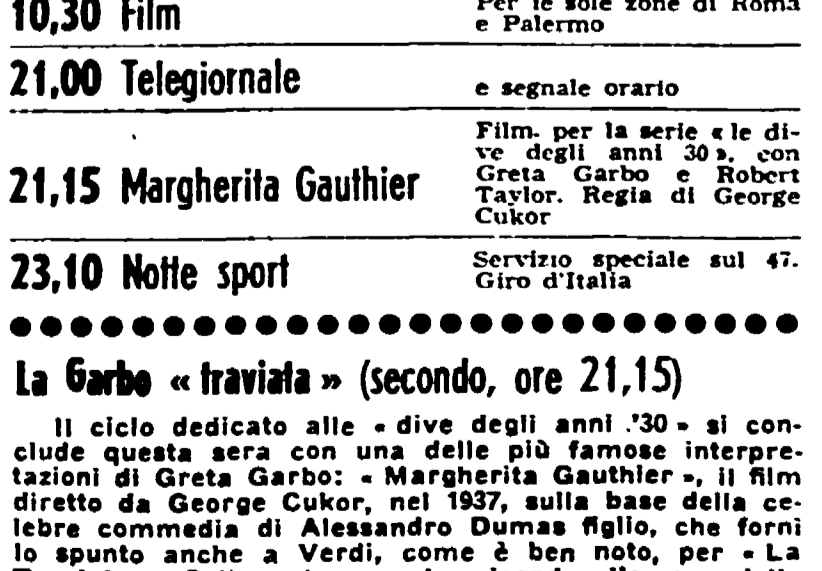 10,30 Film
Per le sole zone di Roma
e Palermo
21,00 Telegiornale
e segnale orario
21,15 Margherita Gauthier
Film. per la serie « le di-
ve degli anni 30 ». con
Greta Garbo e Robert
Taylor. Regia di George
Cukor
23,10 Notte sport
Servizio speciale sul 47.
Giro d'Italia
La Garbo « traviata » (secondo, ore 21,15)
Il ciclo dedicato alle « dive degli anni .'30 » si con-
clude questa sera con una delle più famose interpre-
tazioni di Greta Garbo: « Margherita Gauthier », il film
diretto da George Cukor, nel 1937, sulla base della ce-
lebre commedia di Alessandro Dumas figlio, che fornì
lo spunto anche a Verdi, come è ben noto, per « La